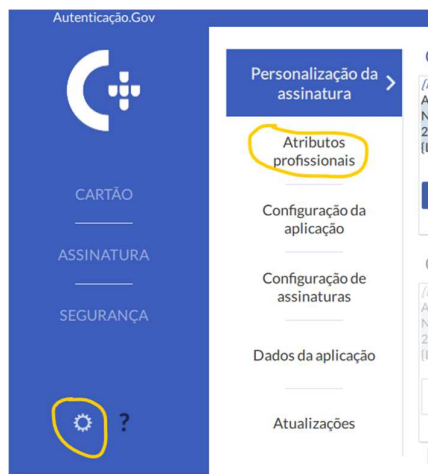 Autenticação.Gov
CARTÃO
ASSINATURA
SEGURANÇA
?
Personalização da
assinatura
Atributos
profissionais
Configuração da
aplicação
Configuração de
assinaturas
Dados da aplicação
Atualizações